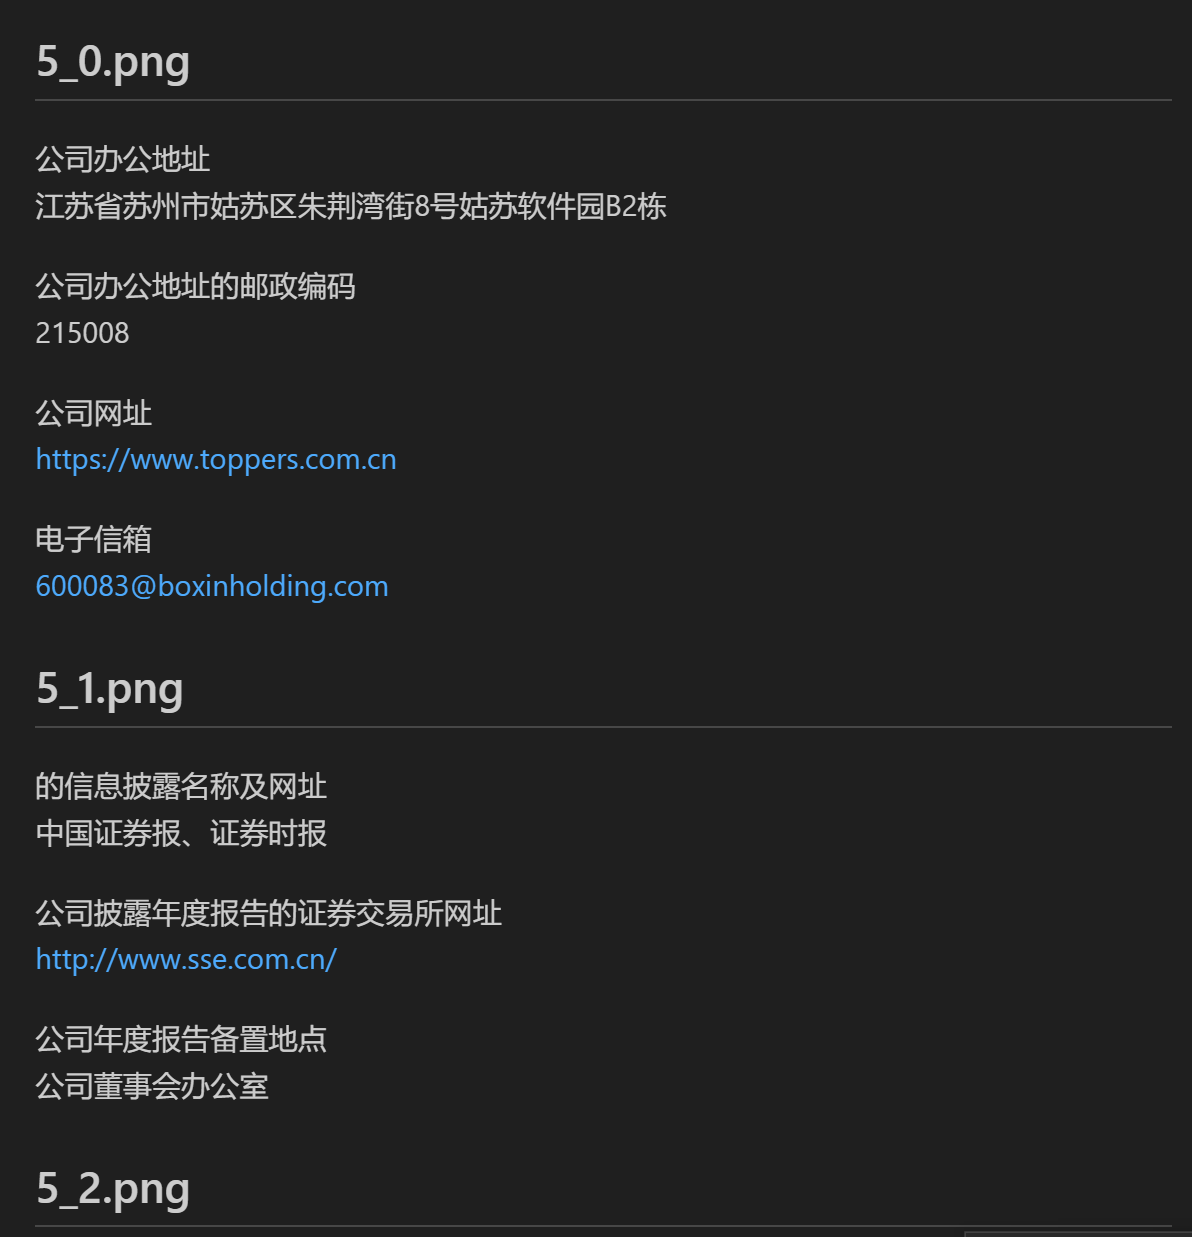 5_0.png
公司办公地址
江苏省苏州市姑苏区朱荆湾街8号姑苏软件园B2栋
公司办公地址的邮政编码
215008
公司网址
https://www.toppers.com.cn
电子信箱
600083@boxinholding.com
5_1.png
的信息披露名称及网址
中国证券报、证券时报
公司披露年度报告的证券交易所网址
http://www.sse.com.cn/
公司年度报告备置地点
公司董事会办公室
5_2.png